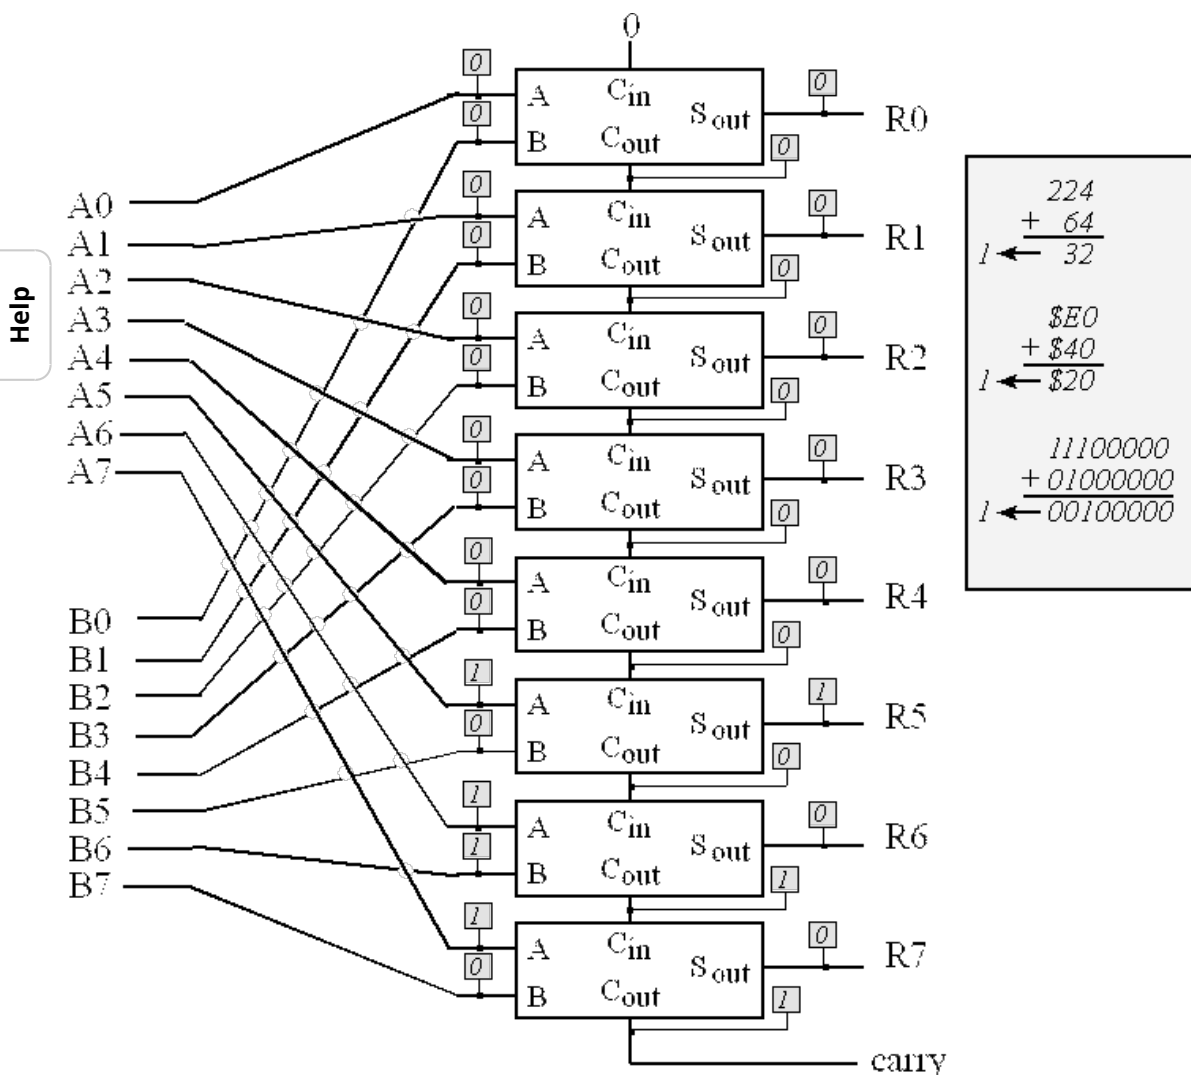 0
0
A
Cin
Sout
0
R0
0
B
Cout
0
A0
0
A
Cin
Sout
0
R1
A1
0
B
Cout
0
A2
0
A
Cin
Sout
0
R2
A3
0
B
Cout
0
A4
A5
0
A
Cin
Sout
0
R3
A6
0
B
Cout
0
A7
0
A
Cin
Sout
0
R4
0
B
Cout
0
B0
B1
1
A
Cin
Sout
1
R5
B2
0
B
Cout
0
B3
B4
1
A
Cin
Sout
0
R6
B5
1
B
Cout
1
B6
B7
1
A
Cin
Sout
0
R7
0
B
Cout
1
carry
Help
224
+ 64
1 ← 32
$E0
+ $40
1 ← $20
11100000
+ 01000000
1 ← 00100000